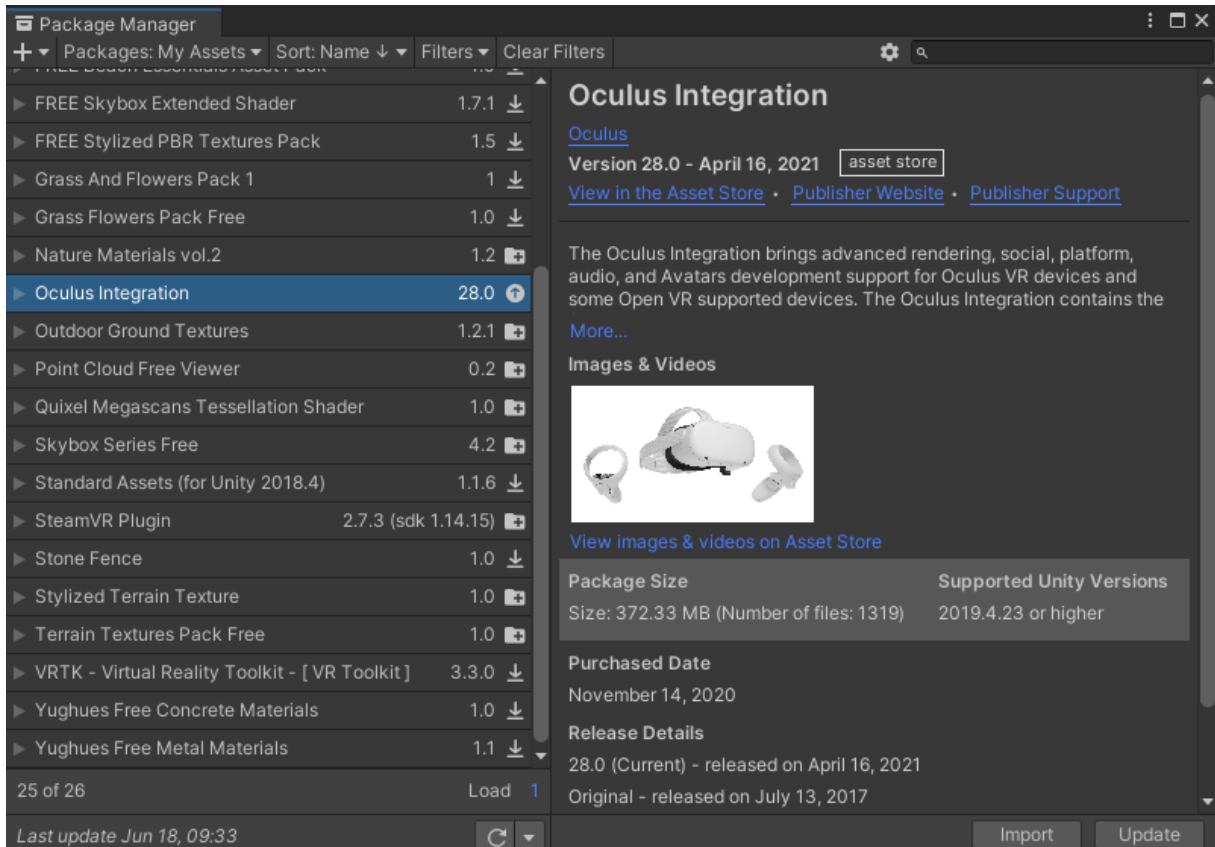 Package Manager
+ Packages: My Assets Sort: Name ↓ Filters Clear Filters
FREE Beach Essentials Asset Pack 1.0
FREE Skybox Extended Shader 1.7.1
FREE Stylized PBR Textures Pack 1.5
Grass And Flowers Pack 1 1
Grass Flowers Pack Free 1.0
Nature Materials vol.2 1.2
Oculus Integration 28.0
Outdoor Ground Textures 1.2.1
Point Cloud Free Viewer 0.2
Quixel Megascans Tessellation Shader 1.0
Skybox Series Free 4.2
Standard Assets (for Unity 2018.4) 1.1.6
SteamVR Plugin 2.7.3 (sdk 1.14.15)
Stone Fence 1.0
Stylized Terrain Texture 1.0
Terrain Textures Pack Free 1.0
VRTK - Virtual Reality Toolkit - [ VR Toolkit ] 3.3.0
Yughues Free Concrete Materials 1.0
Yughues Free Metal Materials 1.1
25 of 26 Load 1
Last update Jun 18, 09:33
Oculus Integration
Oculus
Version 28.0 - April 16, 2021 asset store
View in the Asset Store • Publisher Website • Publisher Support
The Oculus Integration brings advanced rendering, social, platform,
audio, and Avatars development support for Oculus VR devices and
some Open VR supported devices. The Oculus Integration contains the
More...
Images & Videos
View images & videos on Asset Store
Package Size Supported Unity Versions
Size: 372.33 MB (Number of files: 1319) 2019.4.23 or higher
Purchased Date
November 14, 2020
Release Details
28.0 (Current) - released on April 16, 2021
Original - released on July 13, 2017
Import Update